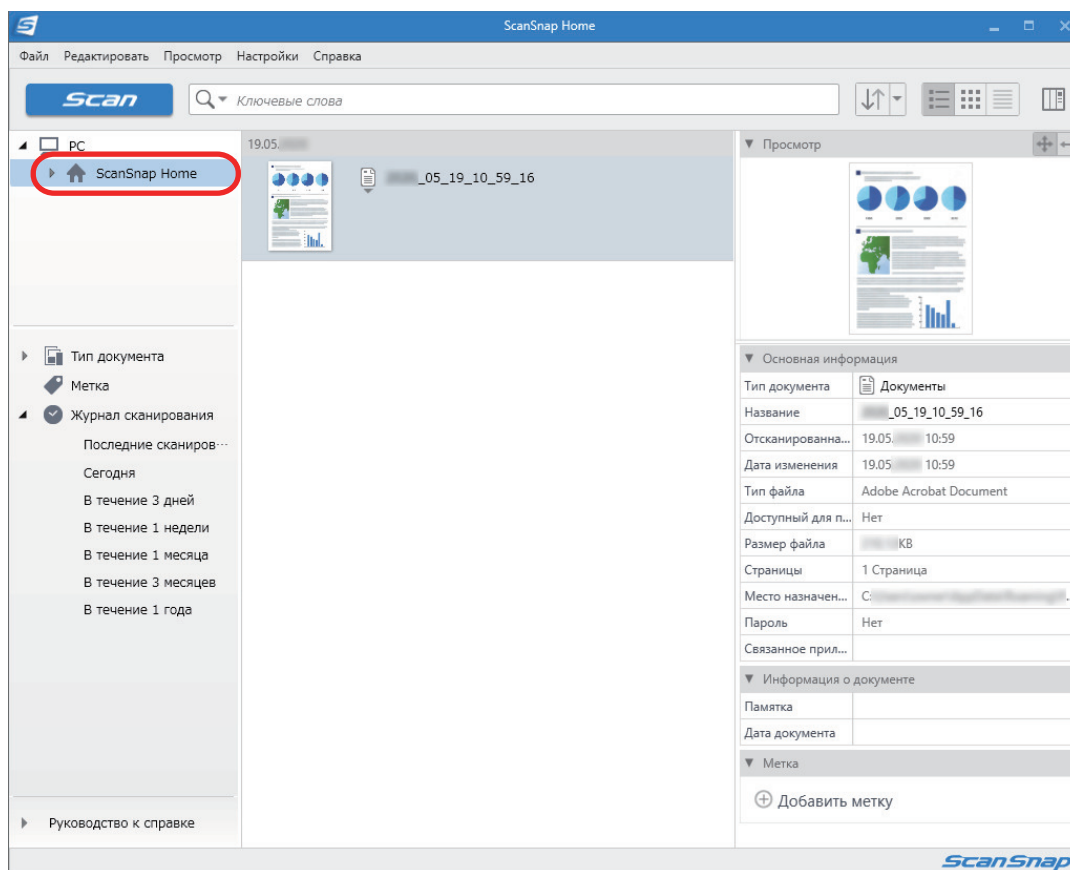 ScanSnap Home
Файл Редактировать Просмотр Настройки Справка
Scan Ключевые слова
PC
ScanSnap Home
19.05.
_05_19_10_59_16
Тип документа
Метка
Журнал сканирования
Последние сканиров···
Сегодня
В течение 3 дней
В течение 1 недели
В течение 1 месяца
В течение 3 месяцев
В течение 1 года
Руководство к справке
Просмотр
Основная информация
Тип документа Документы
Название _05_19_10_59_16
Отсканированна... 19.05. 10:59
Дата изменения 19.05 10:59
Тип файла Adobe Acrobat Document
Доступный для п... Нет
Размер файла KB
Страницы 1 Страница
Место назначен... C:
Пароль Нет
Связанное прил...
Информация о документе
Памятка
Дата документа
Метка
Добавить метку
ScanSnap